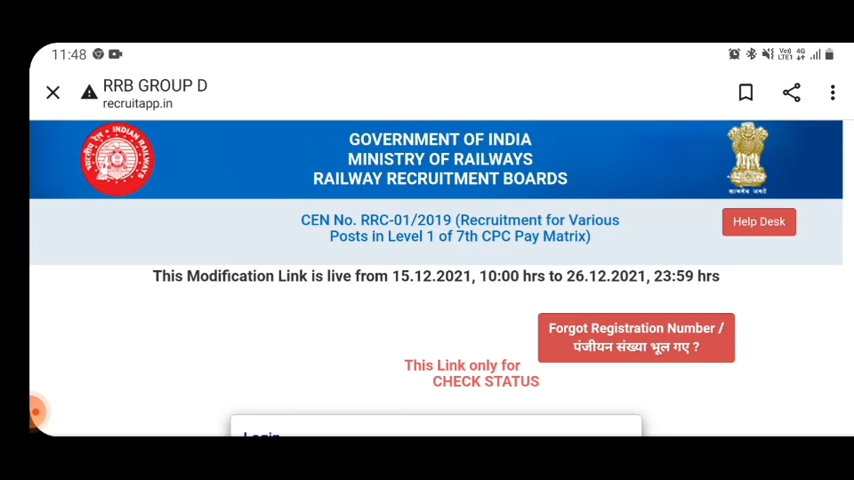 11:48
RRB GROUP D
recruitapp.in
GOVERNMENT OF INDIA
MINISTRY OF RAILWAYS
RAILWAY RECRUITMENT BOARDS
CEN No. RRC-01/2019 (Recruitment for Various
Posts in Level 1 of 7th CPC Pay Matrix)
Help Desk
This Modification Link is live from 15.12.2021, 10:00 hrs to 26.12.2021, 23:59 hrs
Forgot Registration Number /
पंजीयन संख्या भूल गए ?
This Link only for
CHECK STATUS
Login